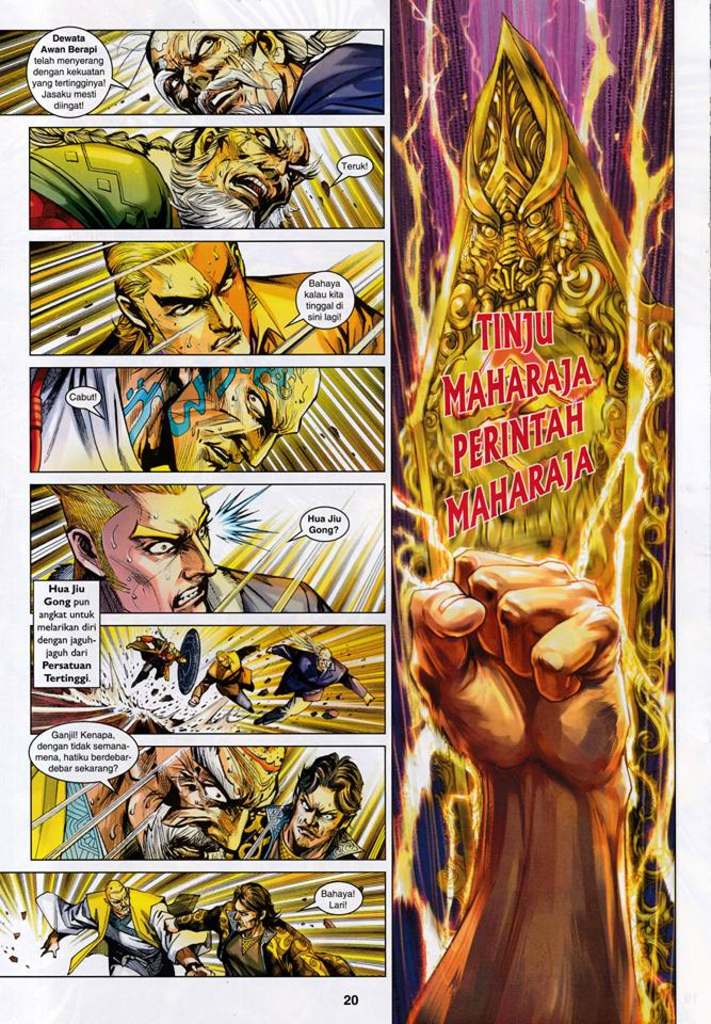 Dewata
Awan Berapi
telah menyerang
dengan kekuatan
yang tertingginya!
Jasaku mesti
diingat!
Teruk!
Bahaya
kalau kita
tinggal di
sini lagi!
Cabut!
Hua Jiu
Gong?
Hua Jiu
Gong pun
angkat untuk
melarikan diri
dengan jaguh-
jaguh dari
Persatuan
Tertinggi.
Ganjil! Kenapa,
dengan tidak semana-
mena, hatiku berdebar-
debar sekarang?
Bahaya!
Lari!
TINJU
MAHARAJA
PERINTAH
MAHARAJA
20